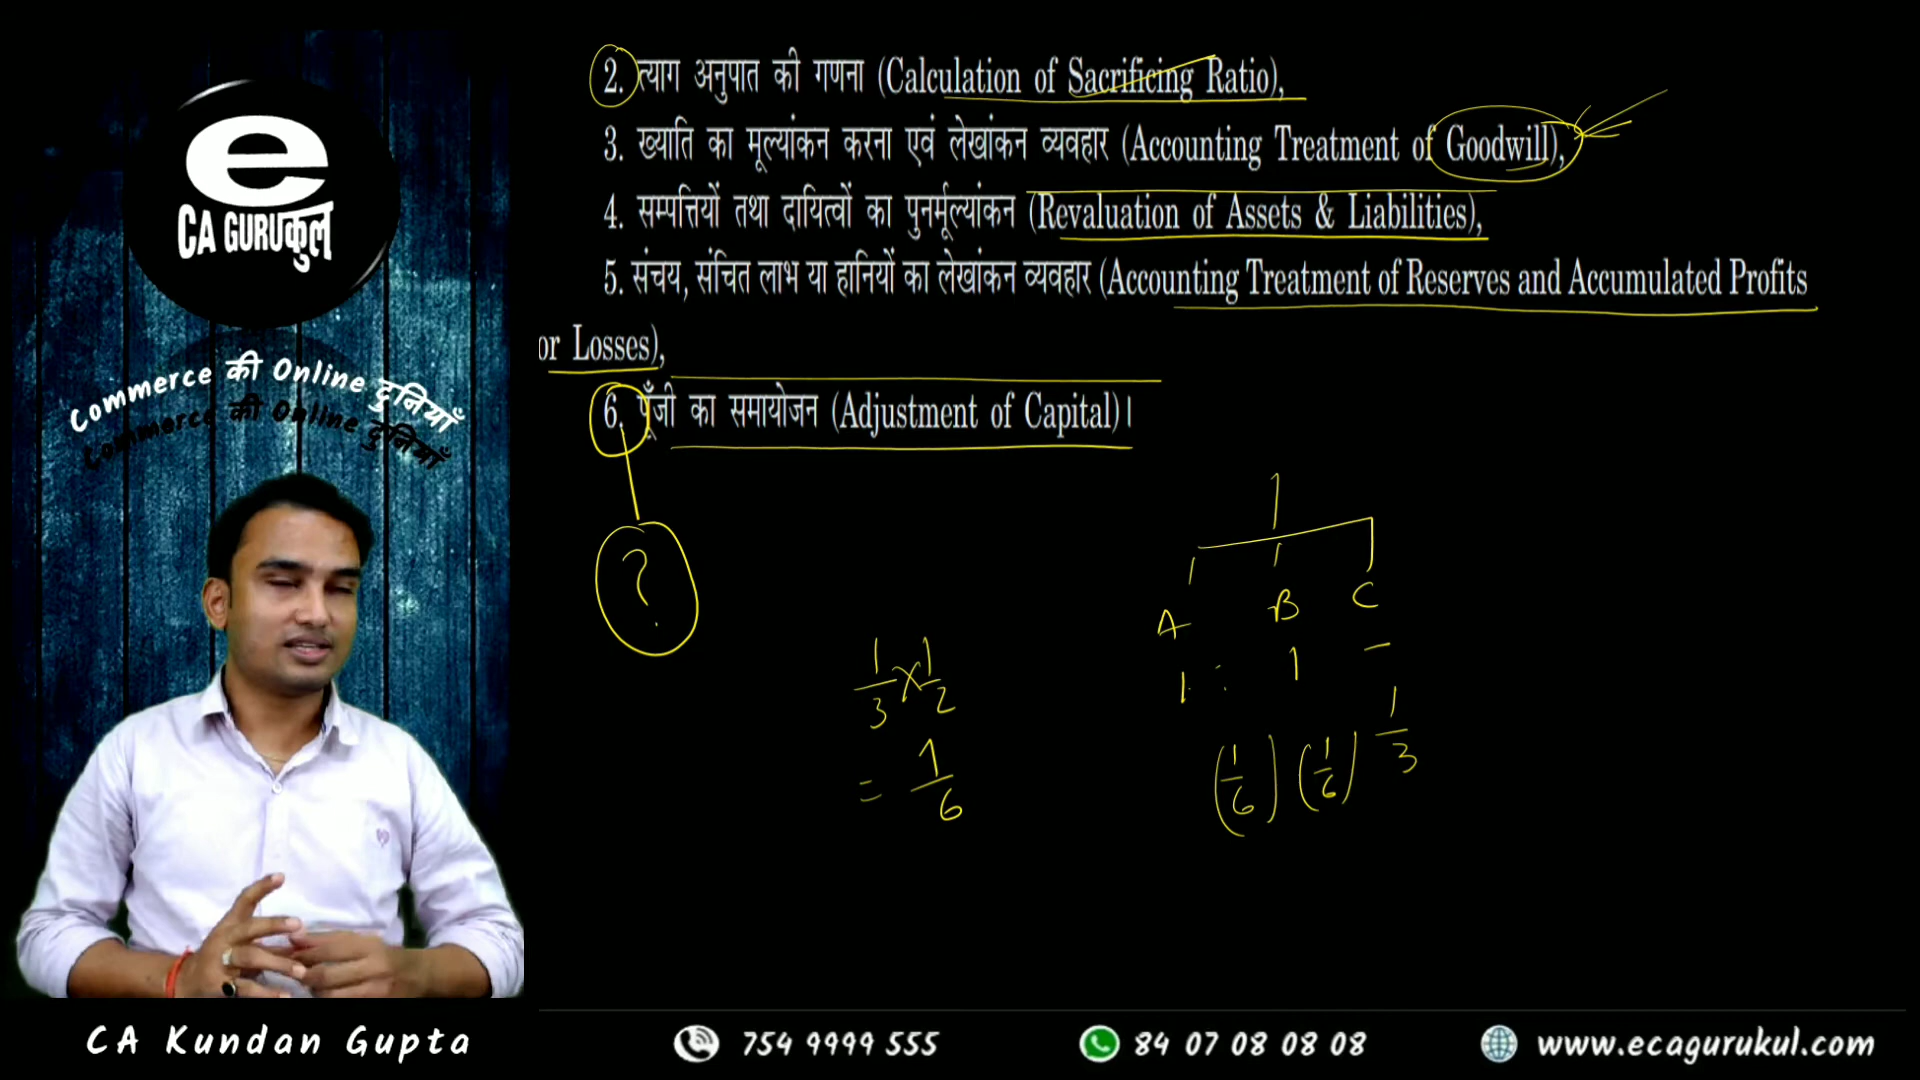 2. त्याग अनुपात की गणना (Calculation of Sacrificing Ratio),
3. ख्याति का मूल्यांकन करना एवं लेखांकन व्यवहार (Accounting Treatment of Goodwill),
4. सम्पत्तियों तथा दायित्वों का पुनर्मूल्यांकन (Revaluation of Assets & Liabilities),
5. संचय, संचित लाभ या हानियों का लेखांकन व्यवहार (Accounting Treatment of Reserves and Accumulated Profits
or Losses),
6. पूँजी का समायोजन (Adjustment of Capital)।
?
1
A B C
1 : 1 –
1/3 × 1/2
= 1/6
(1/6) (1/6) 1/3
e
CA GURUकुल
Commerce की Online दुनियाँ
Commerce की Online दुनियाँ
CA Kundan Gupta
754 9999 555
84 07 08 08 08
www.ecagurukul.com